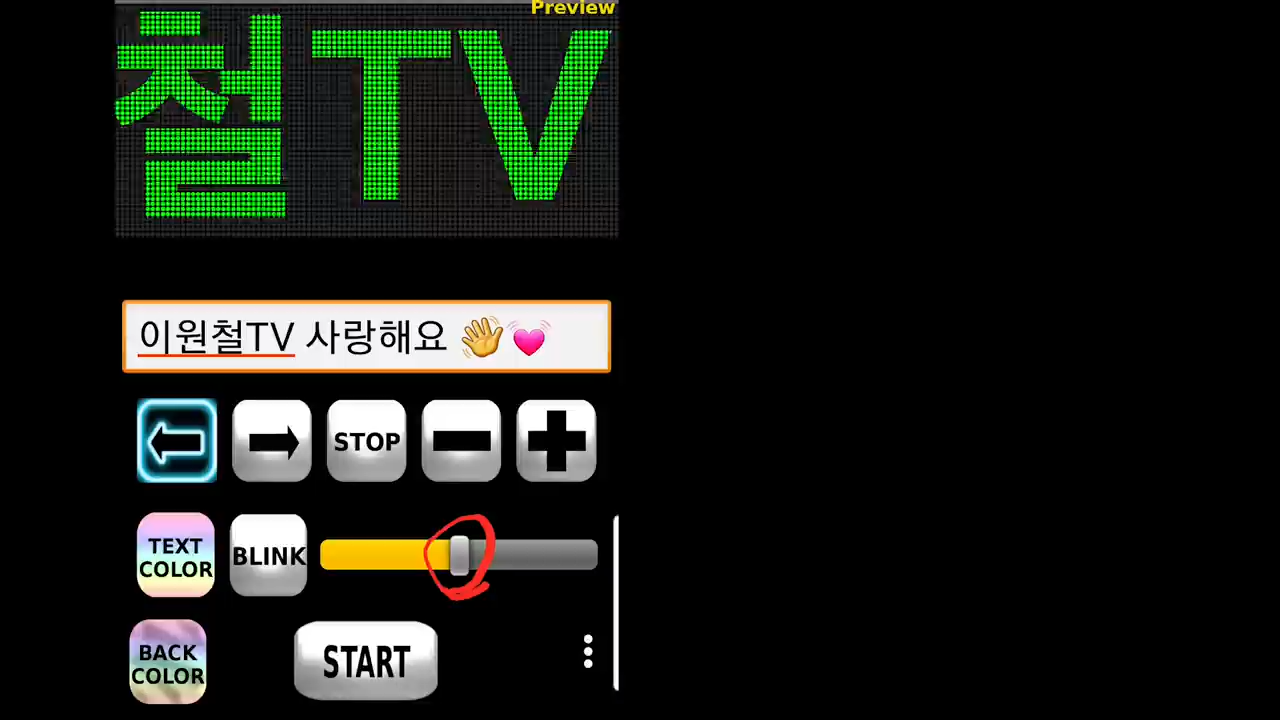 Preview
철TV
이원철TV 사랑해요 👋💓
STOP
TEXT
COLOR
BLINK
BACK
COLOR
START